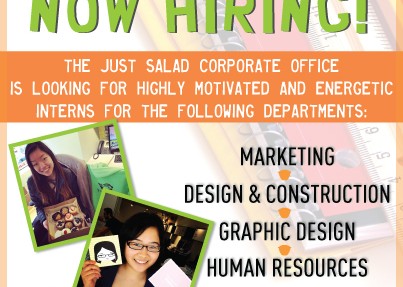 NOW HIRING!
THE JUST SALAD CORPORATE OFFICE
IS LOOKING FOR HIGHLY MOTIVATED AND ENERGETIC
INTERNS FOR THE FOLLOWING DEPARTMENTS:
MARKETING
DESIGN & CONSTRUCTION
GRAPHIC DESIGN
HUMAN RESOURCES